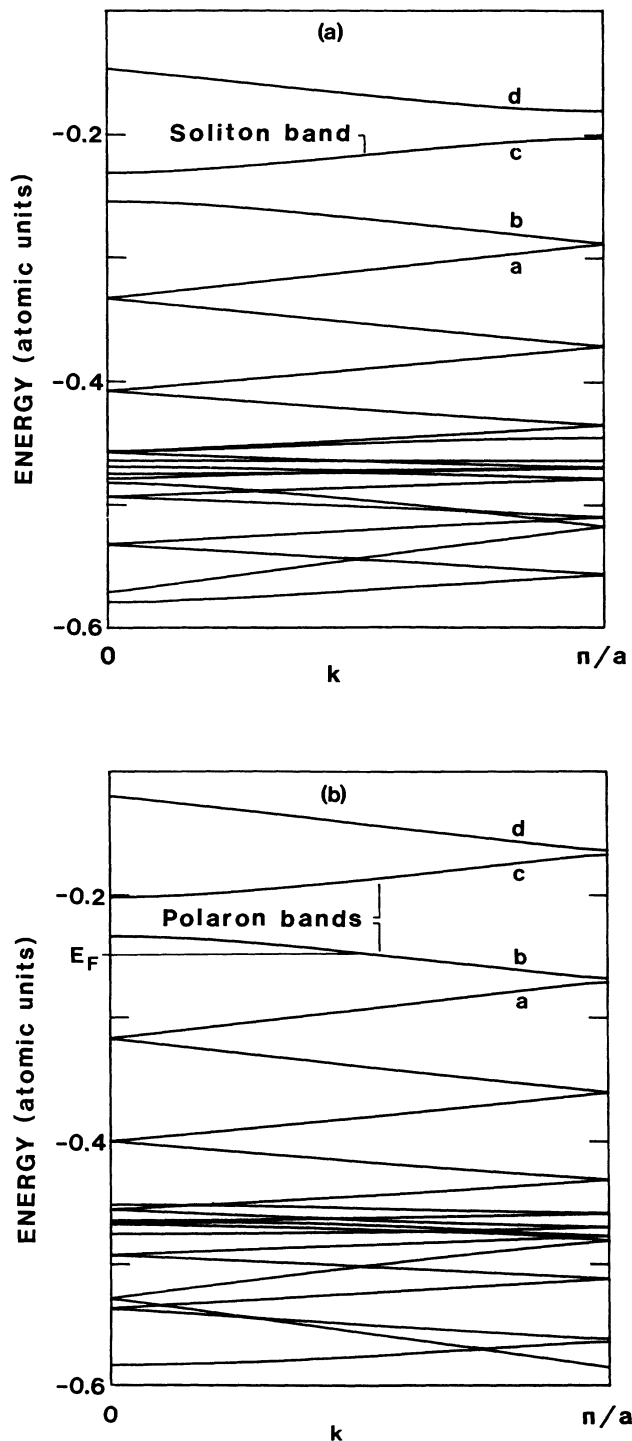 (a)
d
-0.2
Soliton band
c
b
a
-0.4
-0.6
0
π/a
k
ENERGY (atomic units)
(b)
d
c
-0.2
Polaron bands
E_F
b
a
-0.4
-0.6
0
π/a
k
ENERGY (atomic units)